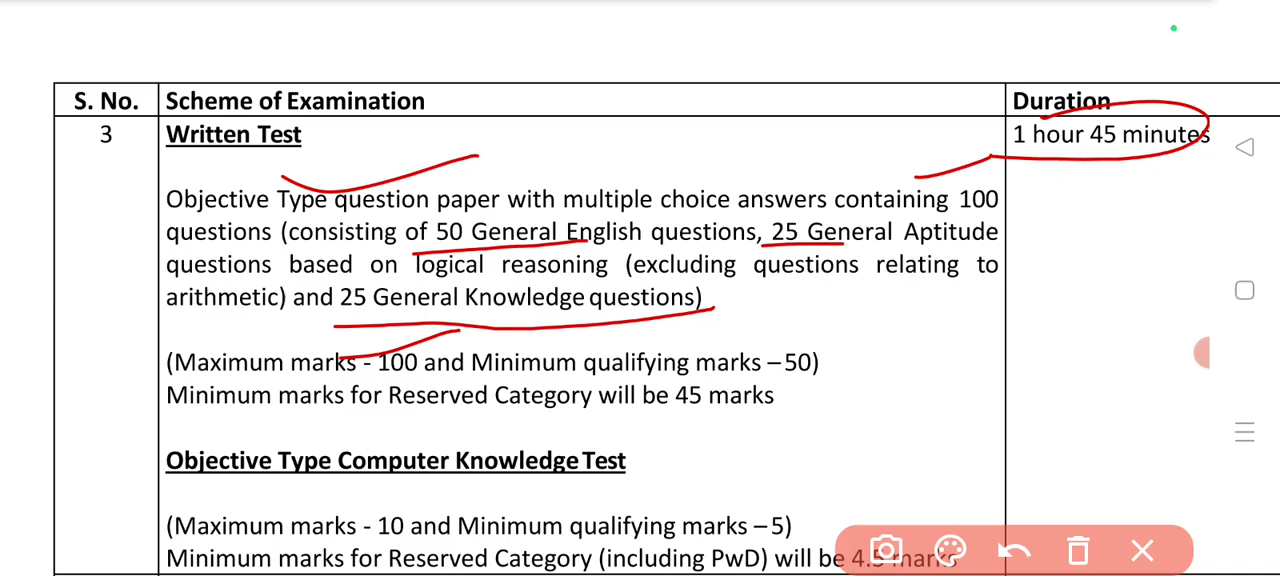 S. No. Scheme of Examination Duration
3 Written Test 1 hour 45 minutes
Objective Type question paper with multiple choice answers containing 100
questions (consisting of 50 General English questions, 25 General Aptitude
questions based on logical reasoning (excluding questions relating to
arithmetic) and 25 General Knowledge questions)
(Maximum marks - 100 and Minimum qualifying marks – 50)
Minimum marks for Reserved Category will be 45 marks
Objective Type Computer Knowledge Test
(Maximum marks - 10 and Minimum qualifying marks – 5)
Minimum marks for Reserved Category (including PwD) will be 4.5 marks